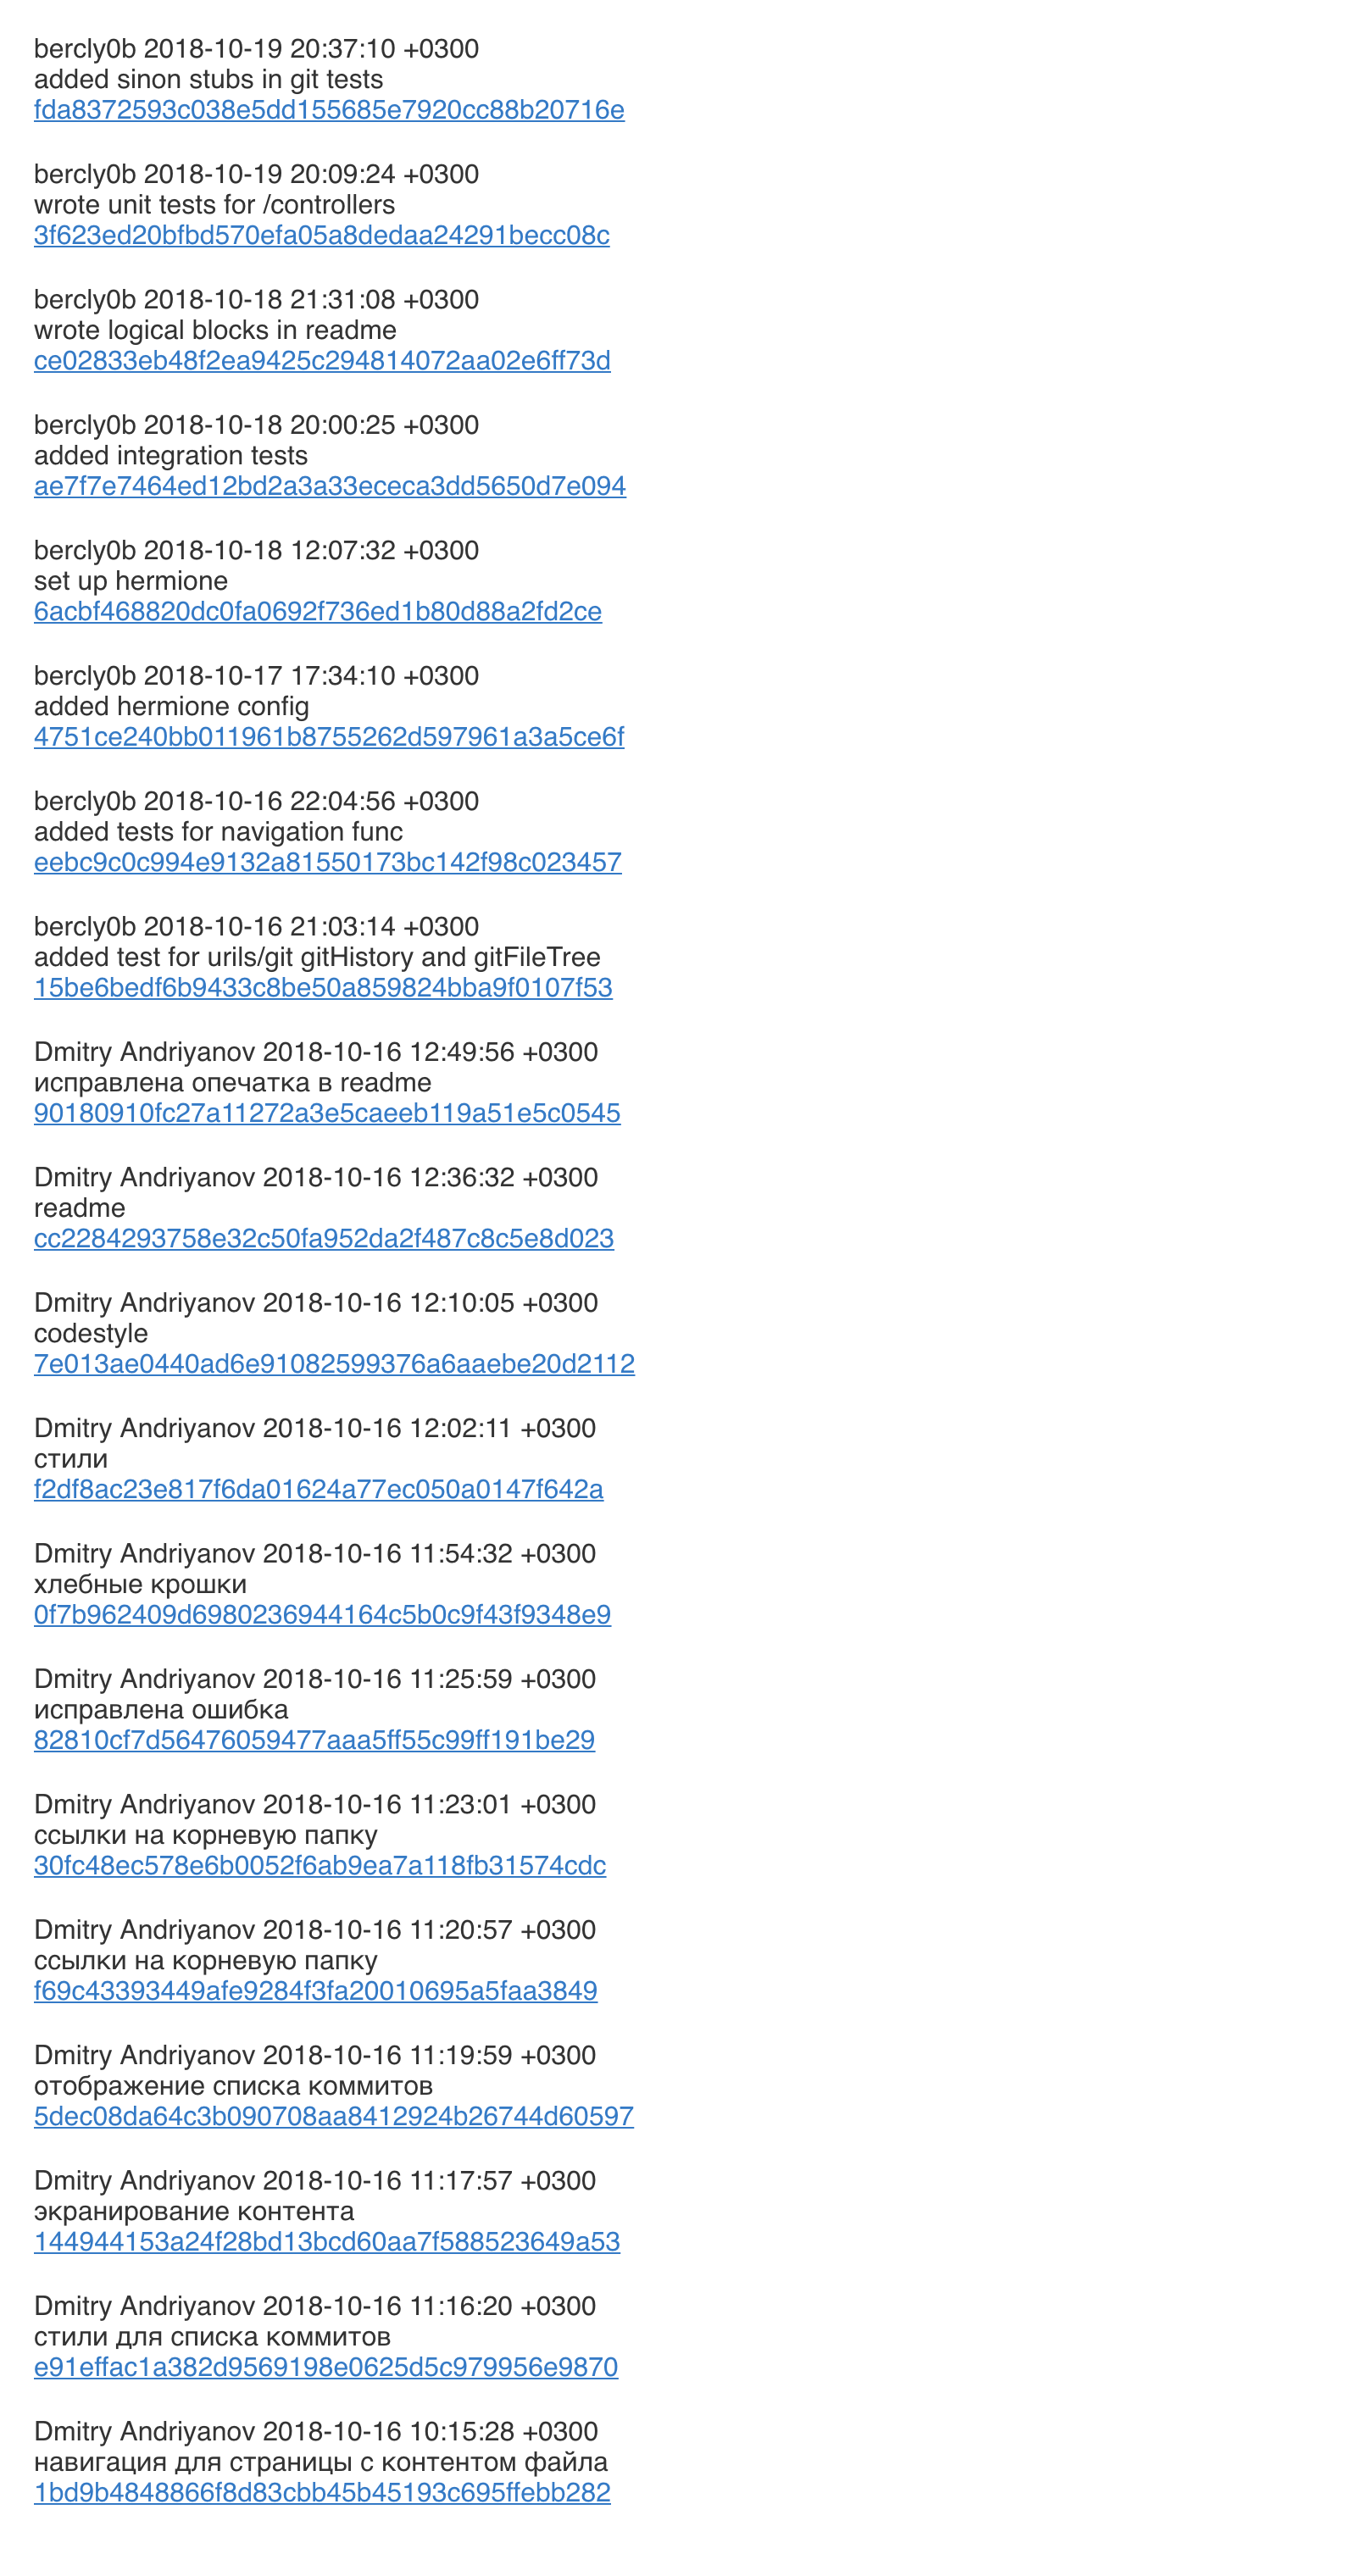 bercly0b 2018-10-19 20:37:10 +0300
added sinon stubs in git tests
fda8372593c038e5dd155685e7920cc88b20716e
bercly0b 2018-10-19 20:09:24 +0300
wrote unit tests for /controllers
3f623ed20bfbd570efa05a8dedaa24291becc08c
bercly0b 2018-10-18 21:31:08 +0300
wrote logical blocks in readme
ce02833eb48f2ea9425c294814072aa02e6ff73d
bercly0b 2018-10-18 20:00:25 +0300
added integration tests
ae7f7e7464ed12bd2a3a33ececa3dd5650d7e094
bercly0b 2018-10-18 12:07:32 +0300
set up hermione
6acbf468820dc0fa0692f736ed1b80d88a2fd2ce
bercly0b 2018-10-17 17:34:10 +0300
added hermione config
4751ce240bb011961b8755262d597961a3a5ce6f
bercly0b 2018-10-16 22:04:56 +0300
added tests for navigation func
eebc9c0c994e9132a81550173bc142f98c023457
bercly0b 2018-10-16 21:03:14 +0300
added test for urils/git gitHistory and gitFileTree
15be6bedf6b9433c8be50a859824bba9f0107f53
Dmitry Andriyanov 2018-10-16 12:49:56 +0300
исправлена опечатка в readme
90180910fc27a11272a3e5caeeb119a51e5c0545
Dmitry Andriyanov 2018-10-16 12:36:32 +0300
readme
cc2284293758e32c50fa952da2f487c8c5e8d023
Dmitry Andriyanov 2018-10-16 12:10:05 +0300
codestyle
7e013ae0440ad6e91082599376a6aaebe20d2112
Dmitry Andriyanov 2018-10-16 12:02:11 +0300
стили
f2df8ac23e817f6da01624a77ec050a0147f642a
Dmitry Andriyanov 2018-10-16 11:54:32 +0300
хлебные крошки
0f7b962409d6980236944164c5b0c9f43f9348e9
Dmitry Andriyanov 2018-10-16 11:25:59 +0300
исправлена ошибка
82810cf7d56476059477aaa5ff55c99ff191be29
Dmitry Andriyanov 2018-10-16 11:23:01 +0300
ссылки на корневую папку
30fc48ec578e6b0052f6ab9ea7a118fb31574cdc
Dmitry Andriyanov 2018-10-16 11:20:57 +0300
ссылки на корневую папку
f69c43393449afe9284f3fa20010695a5faa3849
Dmitry Andriyanov 2018-10-16 11:19:59 +0300
отображение списка коммитов
5dec08da64c3b090708aa8412924b26744d60597
Dmitry Andriyanov 2018-10-16 11:17:57 +0300
экранирование контента
144944153a24f28bd13bcd60aa7f588523649a53
Dmitry Andriyanov 2018-10-16 11:16:20 +0300
стили для списка коммитов
e91effac1a382d9569198e0625d5c979956e9870
Dmitry Andriyanov 2018-10-16 10:15:28 +0300
навигация для страницы с контентом файла
1bd9b4848866f8d83cbb45b45193c695ffebb282